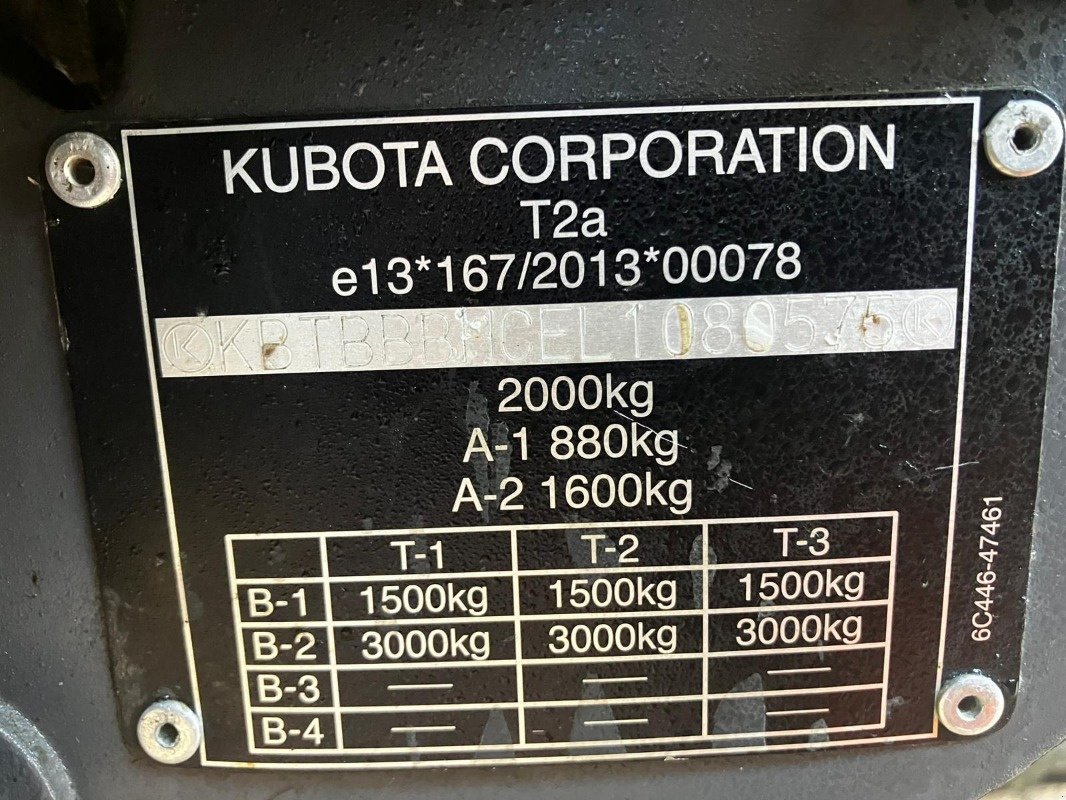 KUBOTA CORPORATION
T2a
e13*167/2013*00078
KBTBBBHCEL1080575
2000kg
A-1 880kg
A-2 1600kg
T-1 T-2 T-3
B-1 1500kg 1500kg 1500kg
B-2 3000kg 3000kg 3000kg
B-3 — — —
B-4 — — —
6C446-47461